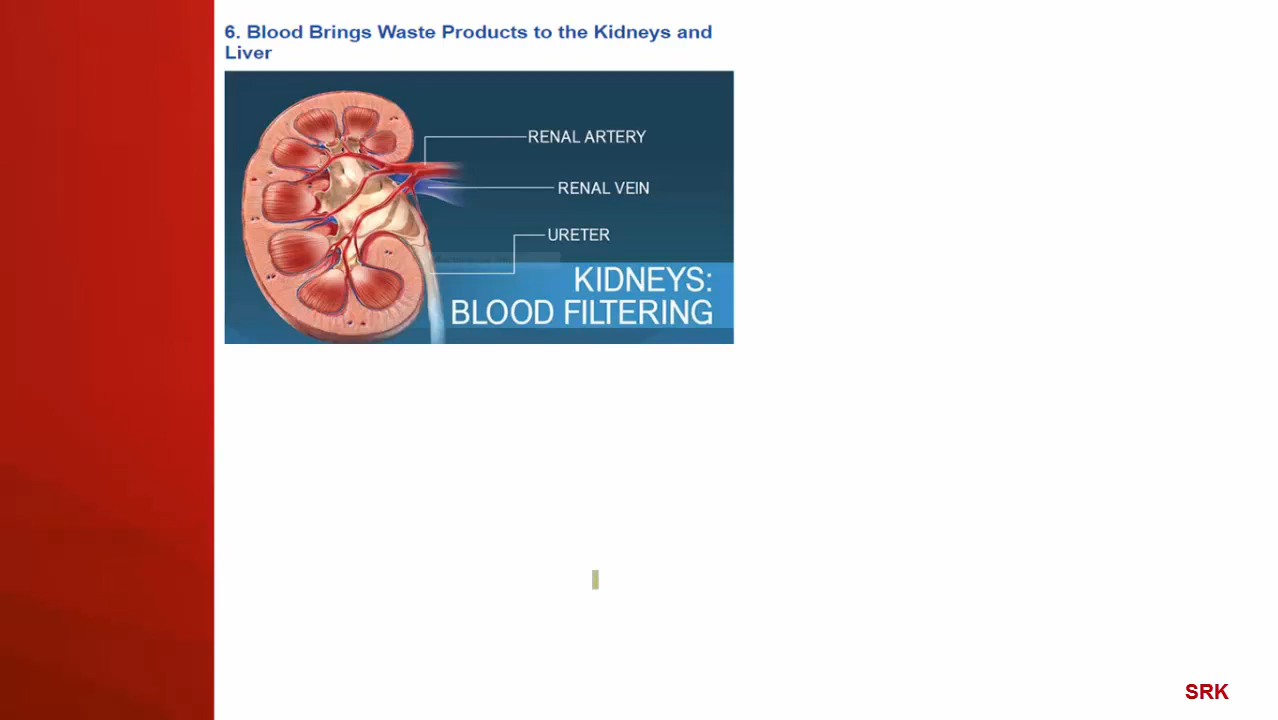 6. Blood Brings Waste Products to the Kidneys and
Liver
RENAL ARTERY
RENAL VEIN
URETER
KIDNEYS:
BLOOD FILTERING
SRK